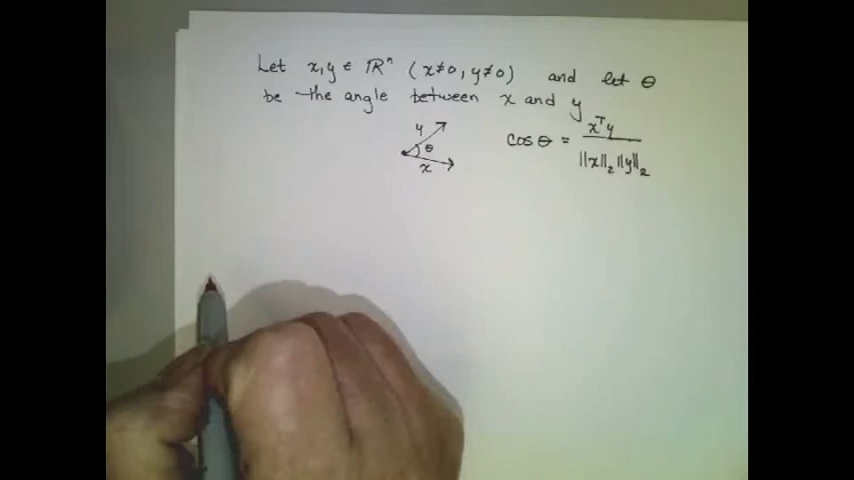 Let x, y ∈ ℝⁿ (x≠0, y≠0) and let θ
be the angle between x and y
y
θ
x
cos θ = xᵀy / ‖x‖₂ ‖y‖₂